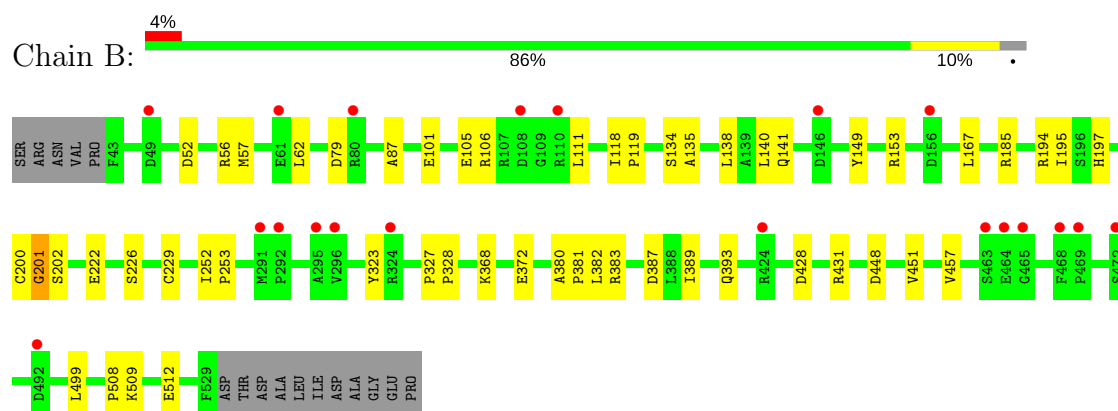 4%
Chain B:
86% 10% •
SER ARG ASN VAL PRO F43 D49 D52 R56 M57 E61 L62 D79 R80 A87 E101 E105 R106 R107 D108 G109 R110 L111 I118 P119 S134 A135 L138 A139 L140 Q141 D146 Y149 R153 D156 L167 R185 R194 I195 S196 H197
C200 G201 S202 E222 S226 C229 I252 P253 M291 P292 A295 V296 Y323 R324 P327 P328 K368 E372 A380 P381 L382 R383 D387 L388 I389 Q393 R424 D428 R431 D448 V451 V457 S463 E464 G465 F468 P469
D492 L499 P508 K509 E512 F529 ASP THR ASP ALA LEU ILE ASP ALA GLY GLU PRO